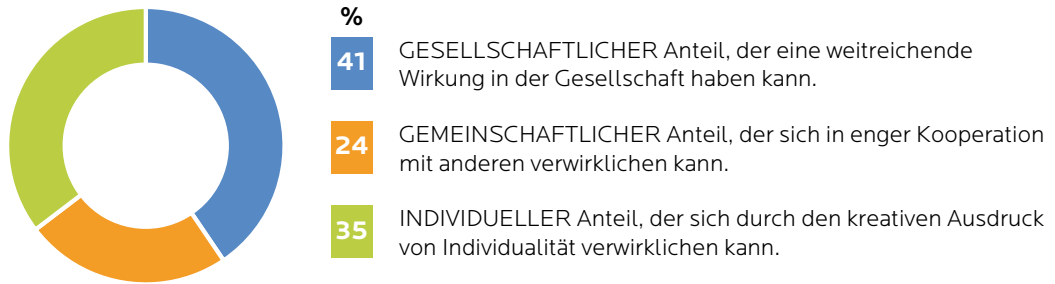 %
41 GESELLSCHAFTLICHER Anteil, der eine weitreichende
Wirkung in der Gesellschaft haben kann.
24 GEMEINSCHAFTLICHER Anteil, der sich in enger Kooperation
mit anderen verwirklichen kann.
35 INDIVIDUELLER Anteil, der sich durch den kreativen Ausdruck
von Individualität verwirklichen kann.